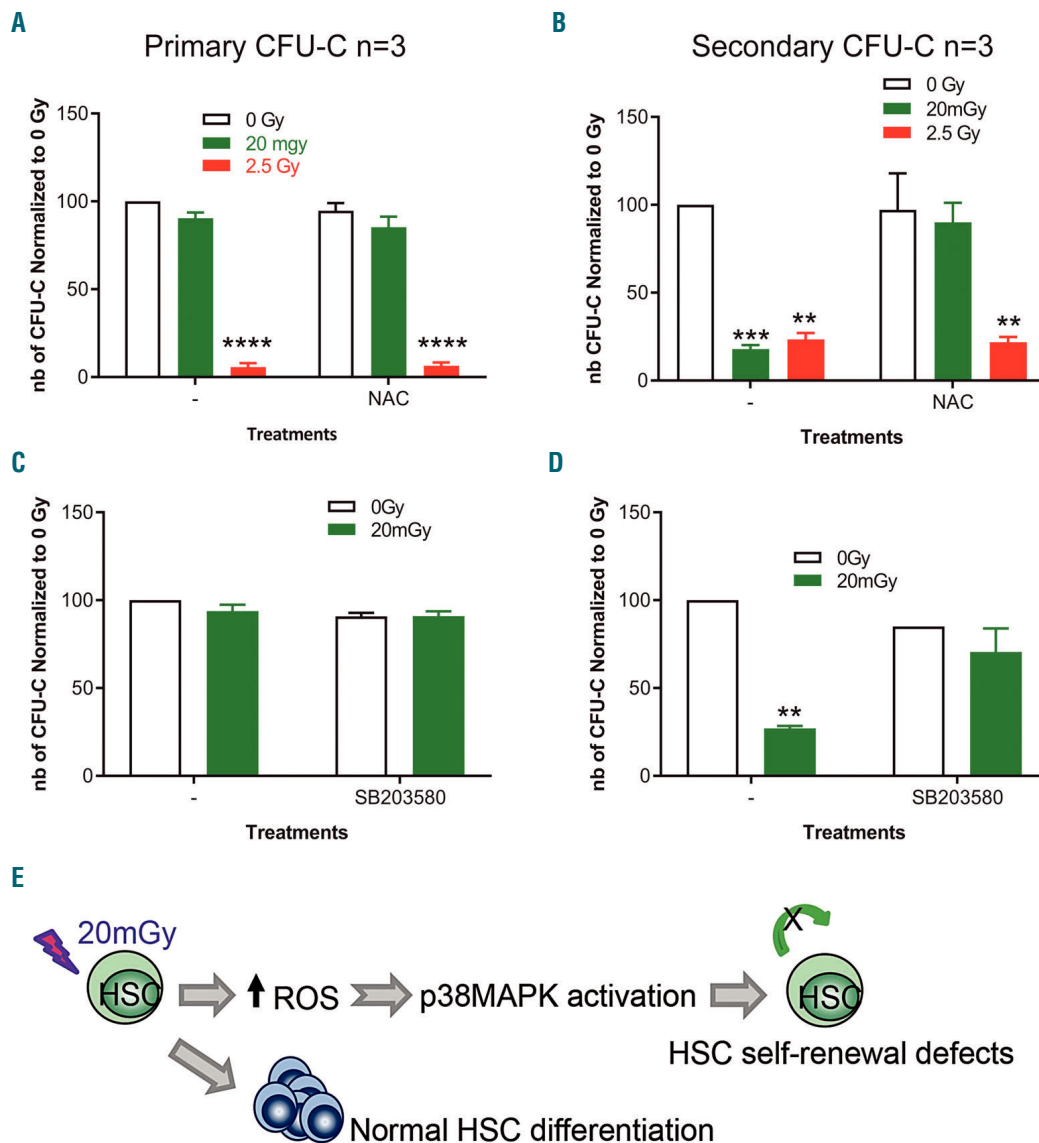 A
Primary CFU-C n=3
nb of CFU-C Normalized to 0 Gy
150
100
50
0
0 Gy
20 mgy
2.5 Gy
****
****
-
NAC
Treatments
B
Secondary CFU-C n=3
nb CFU-C Normalized to 0 Gy
150
100
50
0
0 Gy
20mGy
2.5 Gy
***
**
**
-
NAC
Treatments
C
nb of CFU-C Normalized to 0 Gy
150
100
50
0
0Gy
20mGy
-
SB203580
Treatments
D
nb of CFU-C Normalized to 0 Gy
150
100
50
0
0Gy
20mGy
**
-
SB203580
Treatments
E
20mGy
HSC
ROS
p38MAPK activation
X
HSC
HSC self-renewal defects
Normal HSC differentiation